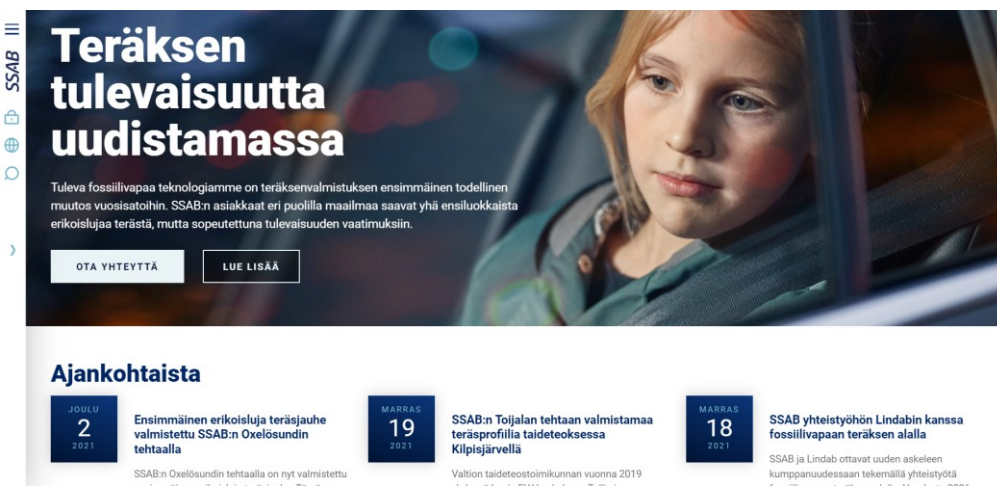 SSAB
Teräksen
tulevaisuutta
uudistamassa
Tuleva fossiilivapaa teknologiamme on teräksenvalmistuksen ensimmäinen todellinen
muutos vuosisatoihin. SSAB:n asiakkaat eri puolilla maailmaa saavat yhä ensiluokkaista
erikoislujaa terästä, mutta sopeutettuna tulevaisuuden vaatimuksiin.
OTA YHTEYTTÄ
LUE LISÄÄ
Ajankohtaista
JOULU
2
2021
Ensimmäinen erikoisluja teräsjauhe
valmistettu SSAB:n Oxelösundin
tehtaalla
SSAB:n Oxelösundin tehtaalla on nyt valmistettu
MARRAS
19
2021
SSAB:n Toijalan tehtaan valmistamaa
teräsprofiilia taideteoksessa
Kilpisjärvellä
Valtion taideteostoimikunnan vuonna 2019
MARRAS
18
2021
SSAB yhteistyöhön Lindabin kanssa
fossiilivapaan teräksen alalla
SSAB ja Lindab ottavat uuden askeleen
kumppanuudessaan tekemällä yhteistyötä